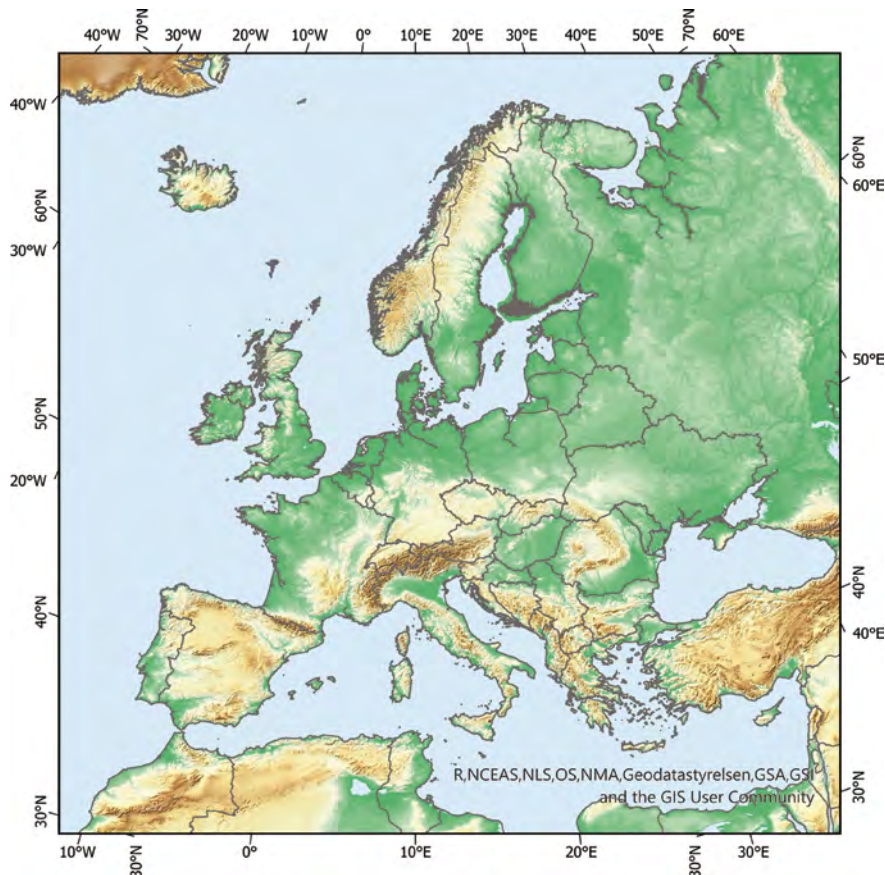 40°W 70°N 30°W 20°W 10°W 0° 10°E 20°E 30°E 40°E 50°E 70°N 60°E
40°W
60°N
60°E
60°N
30°W
50°E
50°N
20°W
40°N
40°N
40°E
R,NCEAS,NLS,OS,NMA,Geodatastyrelsen,GSA,GSI
and the GIS User Community
30°N
30°N
10°W 30°N 0° 10°E 20°E 30°N 30°E